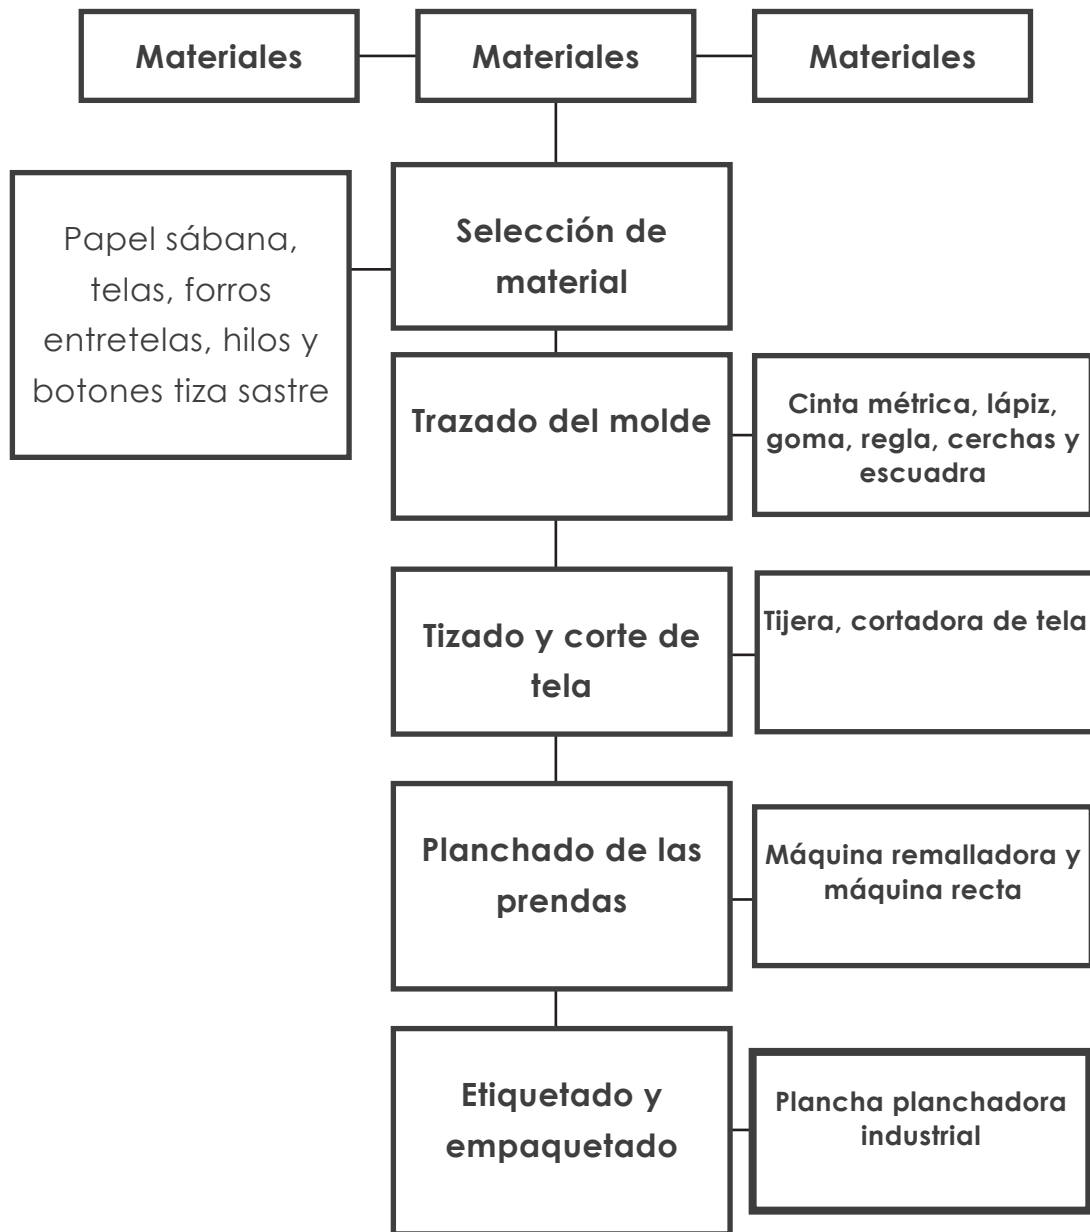 Materiales
Materiales
Materiales
Selección de
material
Papel sábana,
telas, forros
entretelas, hilos y
botones tiza sastre
Trazado del molde
Cinta métrica, lápiz,
goma, regla, cerchas y
escuadra
Tizado y corte de
tela
Tijera, cortadora de tela
Planchado de las
prendas
Máquina remalladora y
máquina recta
Etiquetado y
empaquetado
Plancha planchadora
industrial